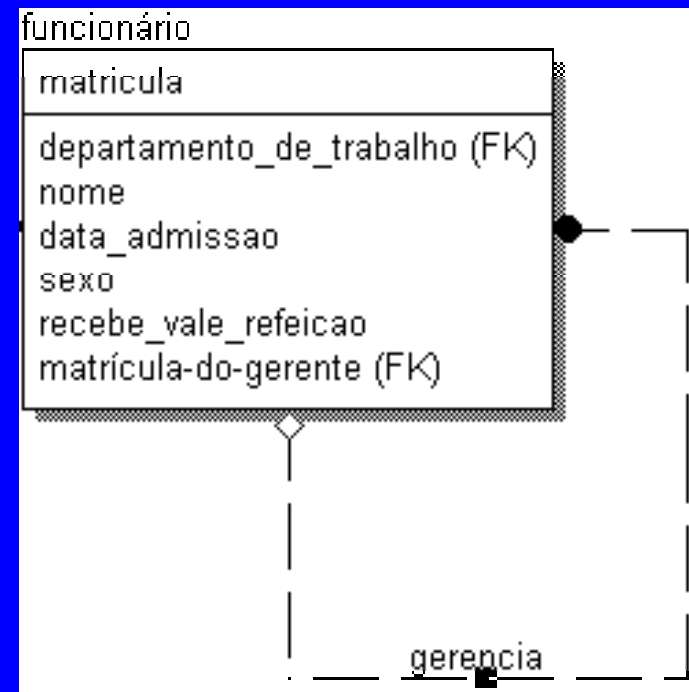 funcionário
matricula
departamento_de_trabalho (FK)
nome
data_admissao
sexo
recebe_vale_refeicao
matrícula-do-gerente (FK)
gerencia